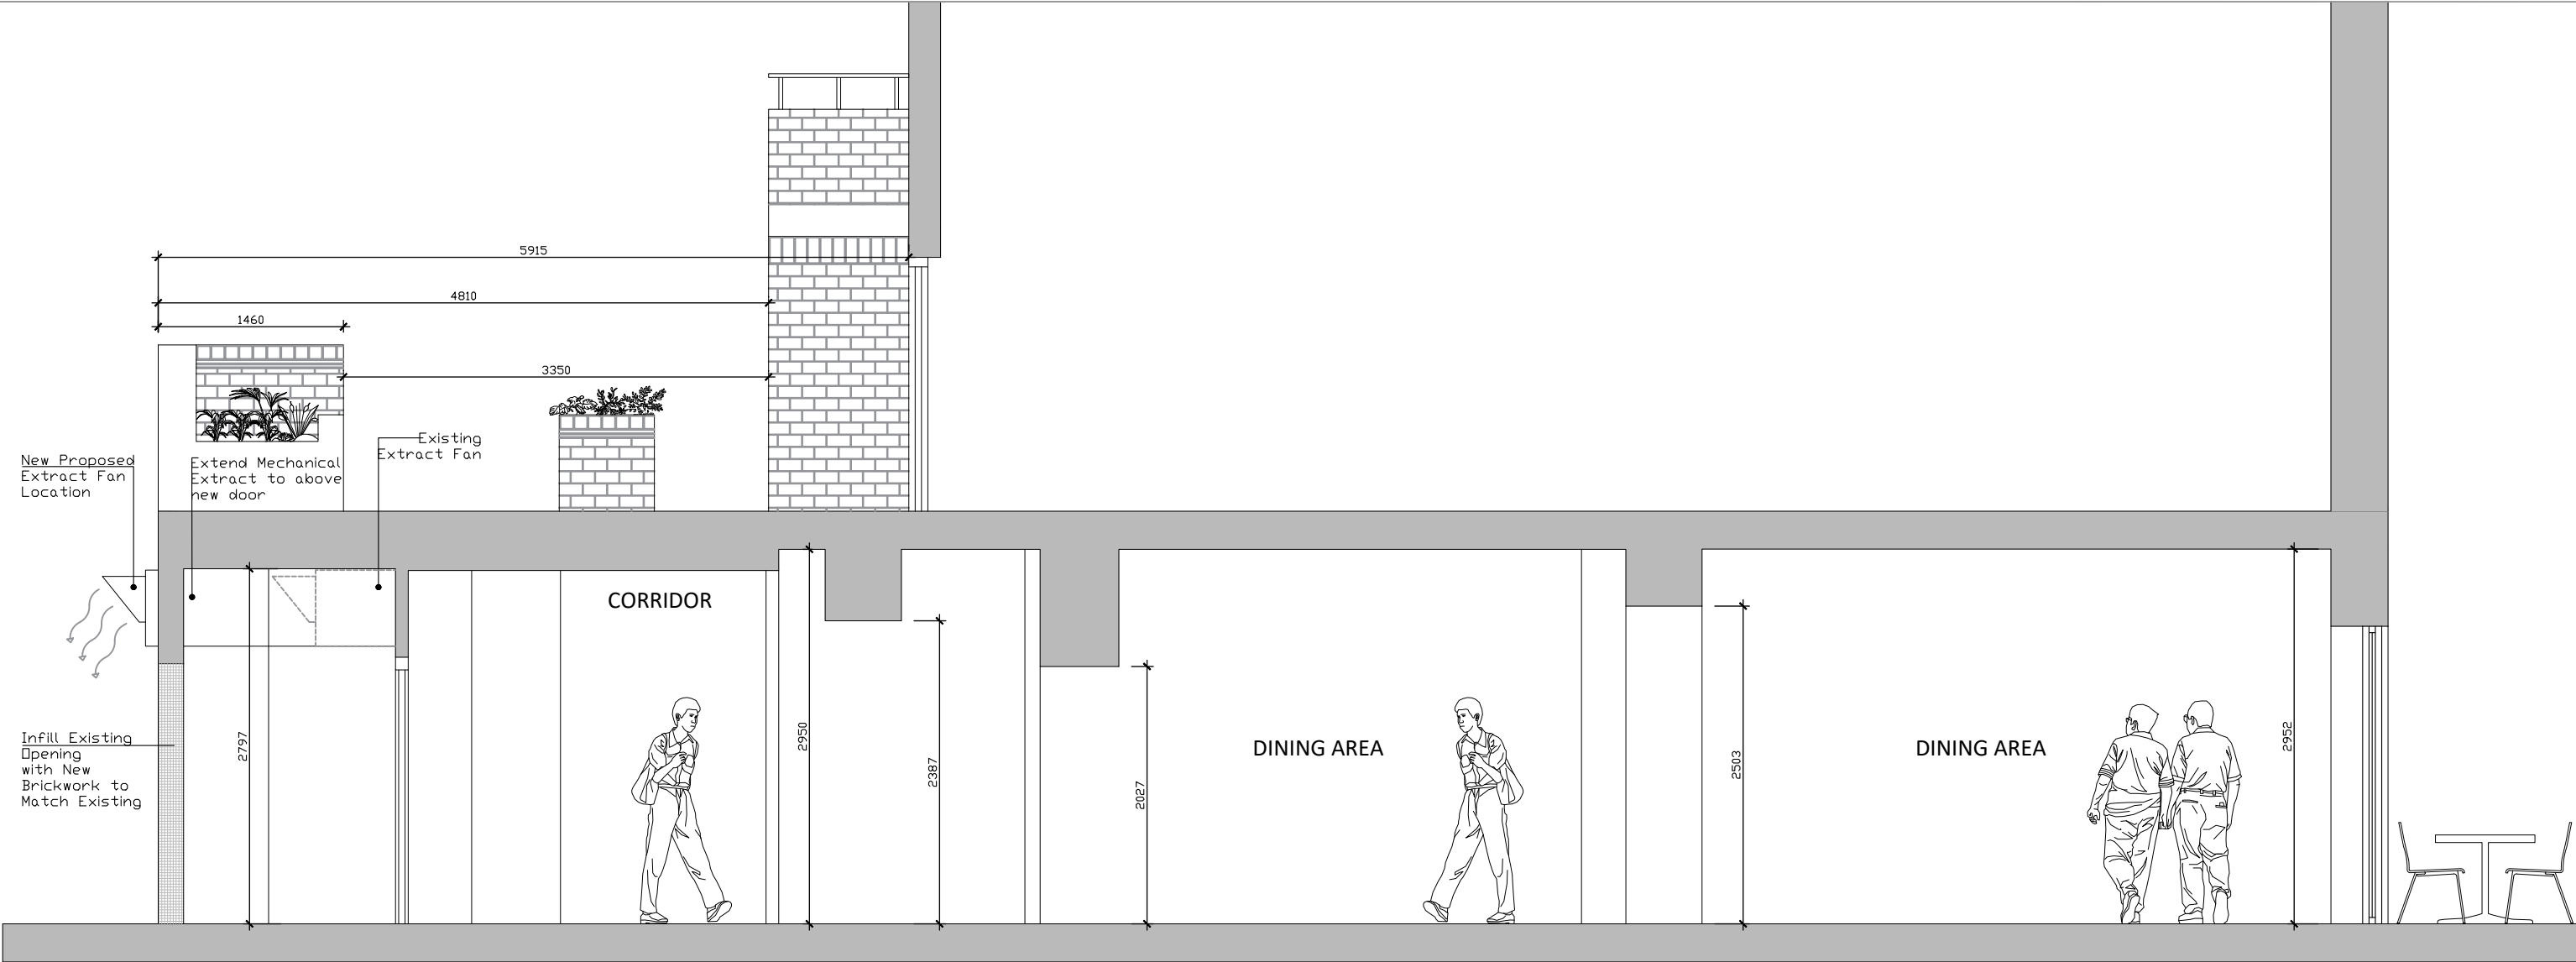 5915
4810
1460
3350
Existing
Extract Fan
New Proposed
Extract Fan
Location
Extend Mechanical
Extract to above
new door
CORRIDOR
Infill Existing
Opening
with New
Brickwork to
Match Existing
2797
2950
2387
2027
DINING AREA
2503
DINING AREA
2952